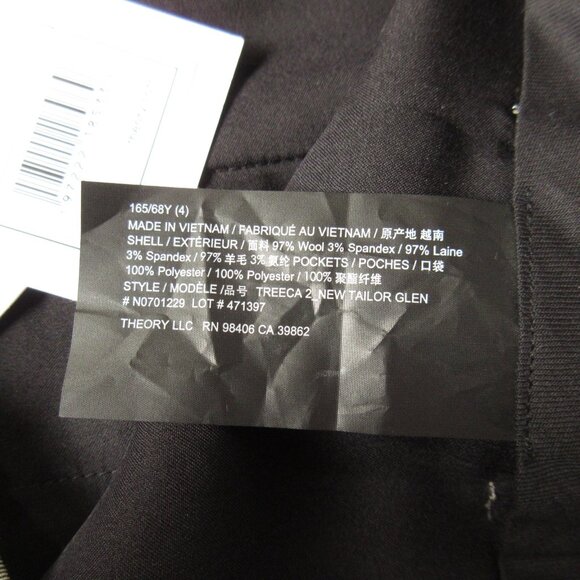 165/68Y (4)
MADE IN VIETNAM / FABRIQUÉ AU VIETNAM / 原产地 越南
SHELL / EXTÉRIEUR / 面料 97% Wool 3% Spandex / 97% Laine
3% Spandex / 97% 羊毛 3% 氨纶 POCKETS / POCHES / 口袋
100% Polyester / 100% Polyester / 100% 聚酯纤维
STYLE / MODÈLE /品号 TREECA 2_NEW TAILOR GLEN
# N0701229 LOT # 471397
THEORY LLC RN 98406 CA 39862